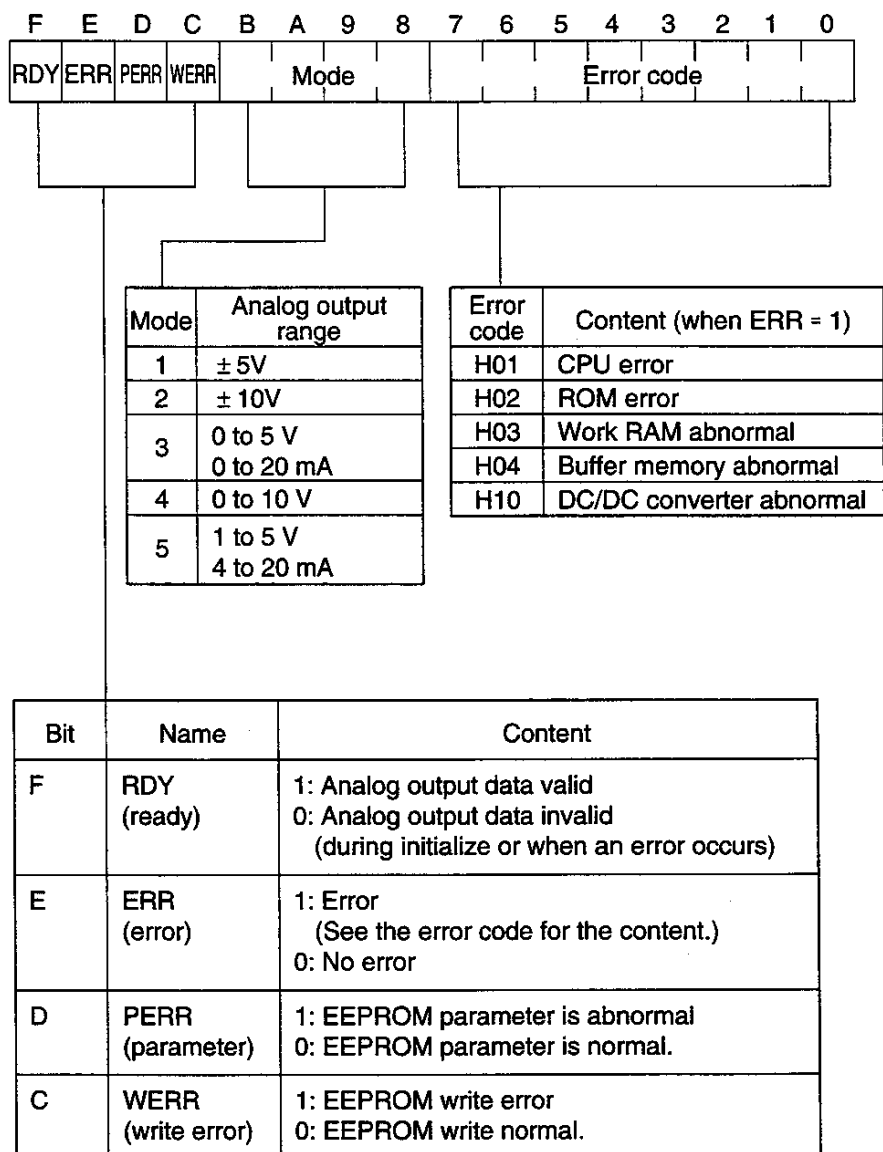 F E D C B A 9 8 7 6 5 4 3 2 1 0
RDY ERR PERR WERR Mode Error code
Mode Analog output range
1 ± 5V
2 ± 10V
3 0 to 5 V
0 to 20 mA
4 0 to 10 V
5 1 to 5 V
4 to 20 mA
Error code Content (when ERR = 1)
H01 CPU error
H02 ROM error
H03 Work RAM abnormal
H04 Buffer memory abnormal
H10 DC/DC converter abnormal
Bit Name Content
F RDY 1: Analog output data valid
(ready) 0: Analog output data invalid
(during initialize or when an error occurs)
E ERR 1: Error
(error) (See the error code for the content.)
0: No error
D PERR 1: EEPROM parameter is abnormal
(parameter) 0: EEPROM parameter is normal.
C WERR 1: EEPROM write error
(write error) 0: EEPROM write normal.